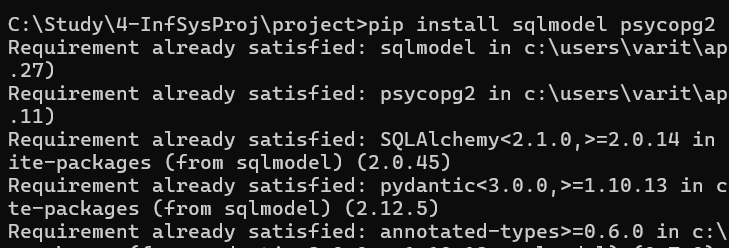 C:\Study\4-InfSysProj\project>pip install sqlmodel psycopg2
Requirement already satisfied: sqlmodel in c:\users\varit\ap
.27)
Requirement already satisfied: psycopg2 in c:\users\varit\ap
.11)
Requirement already satisfied: SQLAlchemy<2.1.0,>=2.0.14 in
ite-packages (from sqlmodel) (2.0.45)
Requirement already satisfied: pydantic<3.0.0,>=1.10.13 in c
te-packages (from sqlmodel) (2.12.5)
Requirement already satisfied: annotated-types>=0.6.0 in c:\